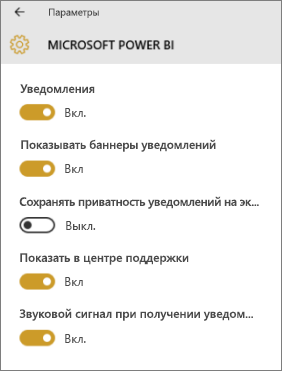 Параметры
MICROSOFT POWER BI
Уведомления
Вкл.
Показывать баннеры уведомлений
Вкл
Сохранять приватность уведомлений на эк...
Выкл.
Показать в центре поддержки
Вкл
Звуковой сигнал при получении уведом...
Вкл.